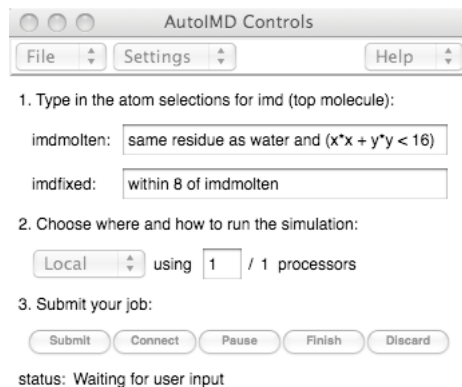 AutoIMD Controls
File Settings Help
1. Type in the atom selections for imd (top molecule):
imdmolten: same residue as water and (x*x + y*y < 16)
imdfixed: within 8 of imdmolten
2. Choose where and how to run the simulation:
Local using 1 / 1 processors
3. Submit your job:
Submit Connect Pause Finish Discard
status: Waiting for user input